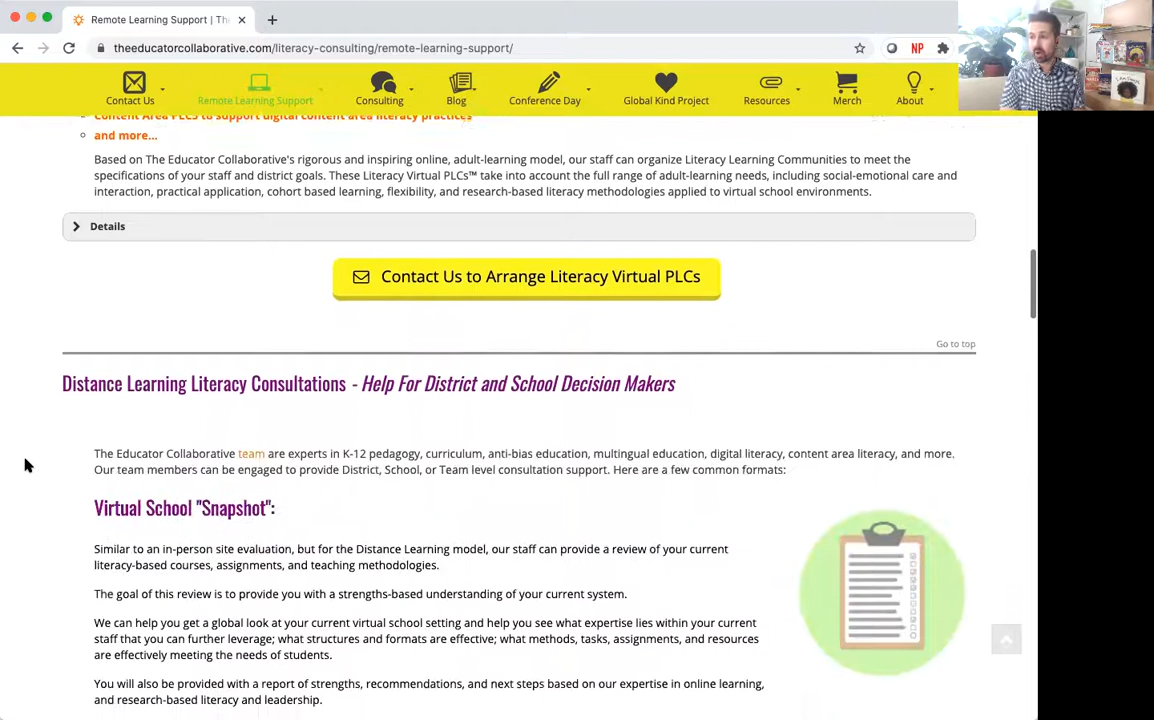 Remote Learning Support | Th
theeducatorcollaborative.com/literacy-consulting/remote-learning-support/
NP
Contact Us
Remote Learning Support
Consulting
Blog
Conference Day
Global Kind Project
Resources
Merch
About
Content Area PLCs to support digital content area literacy practices
and more...
Based on The Educator Collaborative's rigorous and inspiring online, adult-learning model, our staff can organize Literacy Learning Communities to meet the
specifications of your staff and district goals. These Literacy Virtual PLCs™ take into account the full range of adult-learning needs, including social-emotional care and
interaction, practical application, cohort based learning, flexibility, and research-based literacy methodologies applied to virtual school environments.
Details
Contact Us to Arrange Literacy Virtual PLCs
Go to top
Distance Learning Literacy Consultations - Help For District and School Decision Makers
The Educator Collaborative team are experts in K-12 pedagogy, curriculum, anti-bias education, multingual education, digital literacy, content area literacy, and more.
Our team members can be engaged to provide District, School, or Team level consultation support. Here are a few common formats:
Virtual School "Snapshot":
Similar to an in-person site evaluation, but for the Distance Learning model, our staff can provide a review of your current
literacy-based courses, assignments, and teaching methodologies.
The goal of this review is to provide you with a strengths-based understanding of your current system.
We can help you get a global look at your current virtual school setting and help you see what expertise lies within your current
staff that you can further leverage; what structures and formats are effective; what methods, tasks, assignments, and resources
are effectively meeting the needs of students.
You will also be provided with a report of strengths, recommendations, and next steps based on our expertise in online learning,
and research-based literacy and leadership.